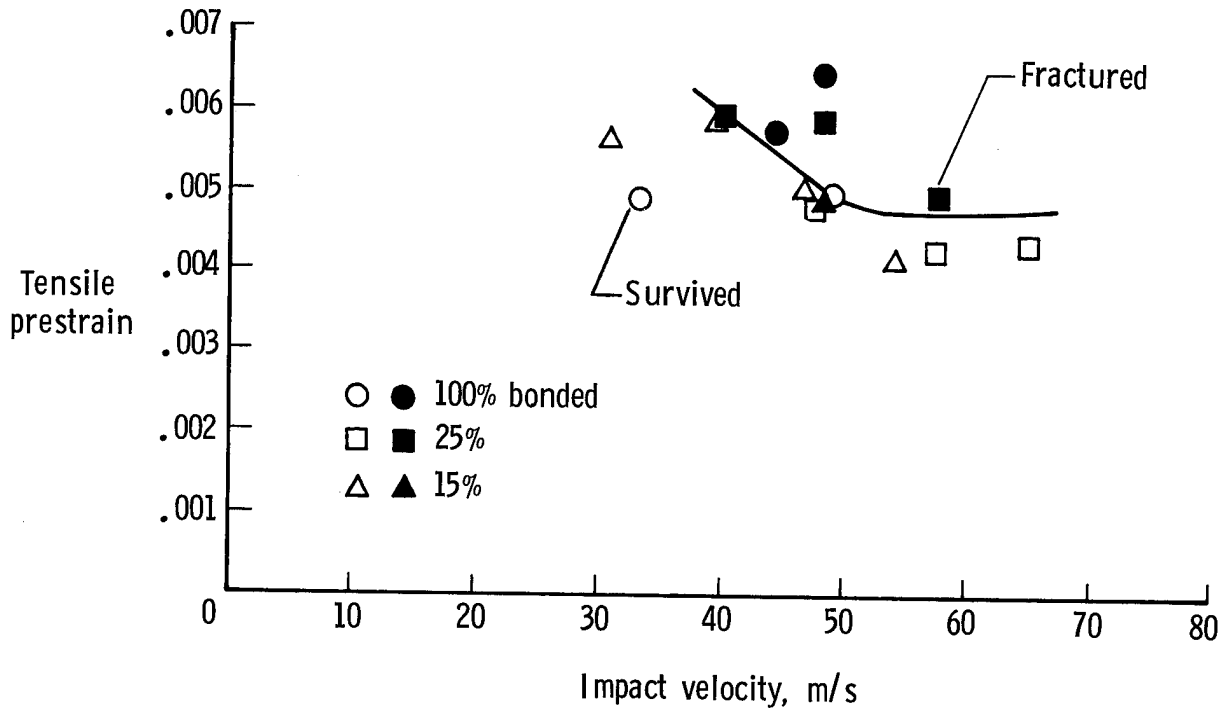 .007
.006
.005
.004
.003
.002
.001
Tensile
prestrain
Fractured
Survived
100% bonded
25%
15%
0 10 20 30 40 50 60 70 80
Impact velocity, m/s